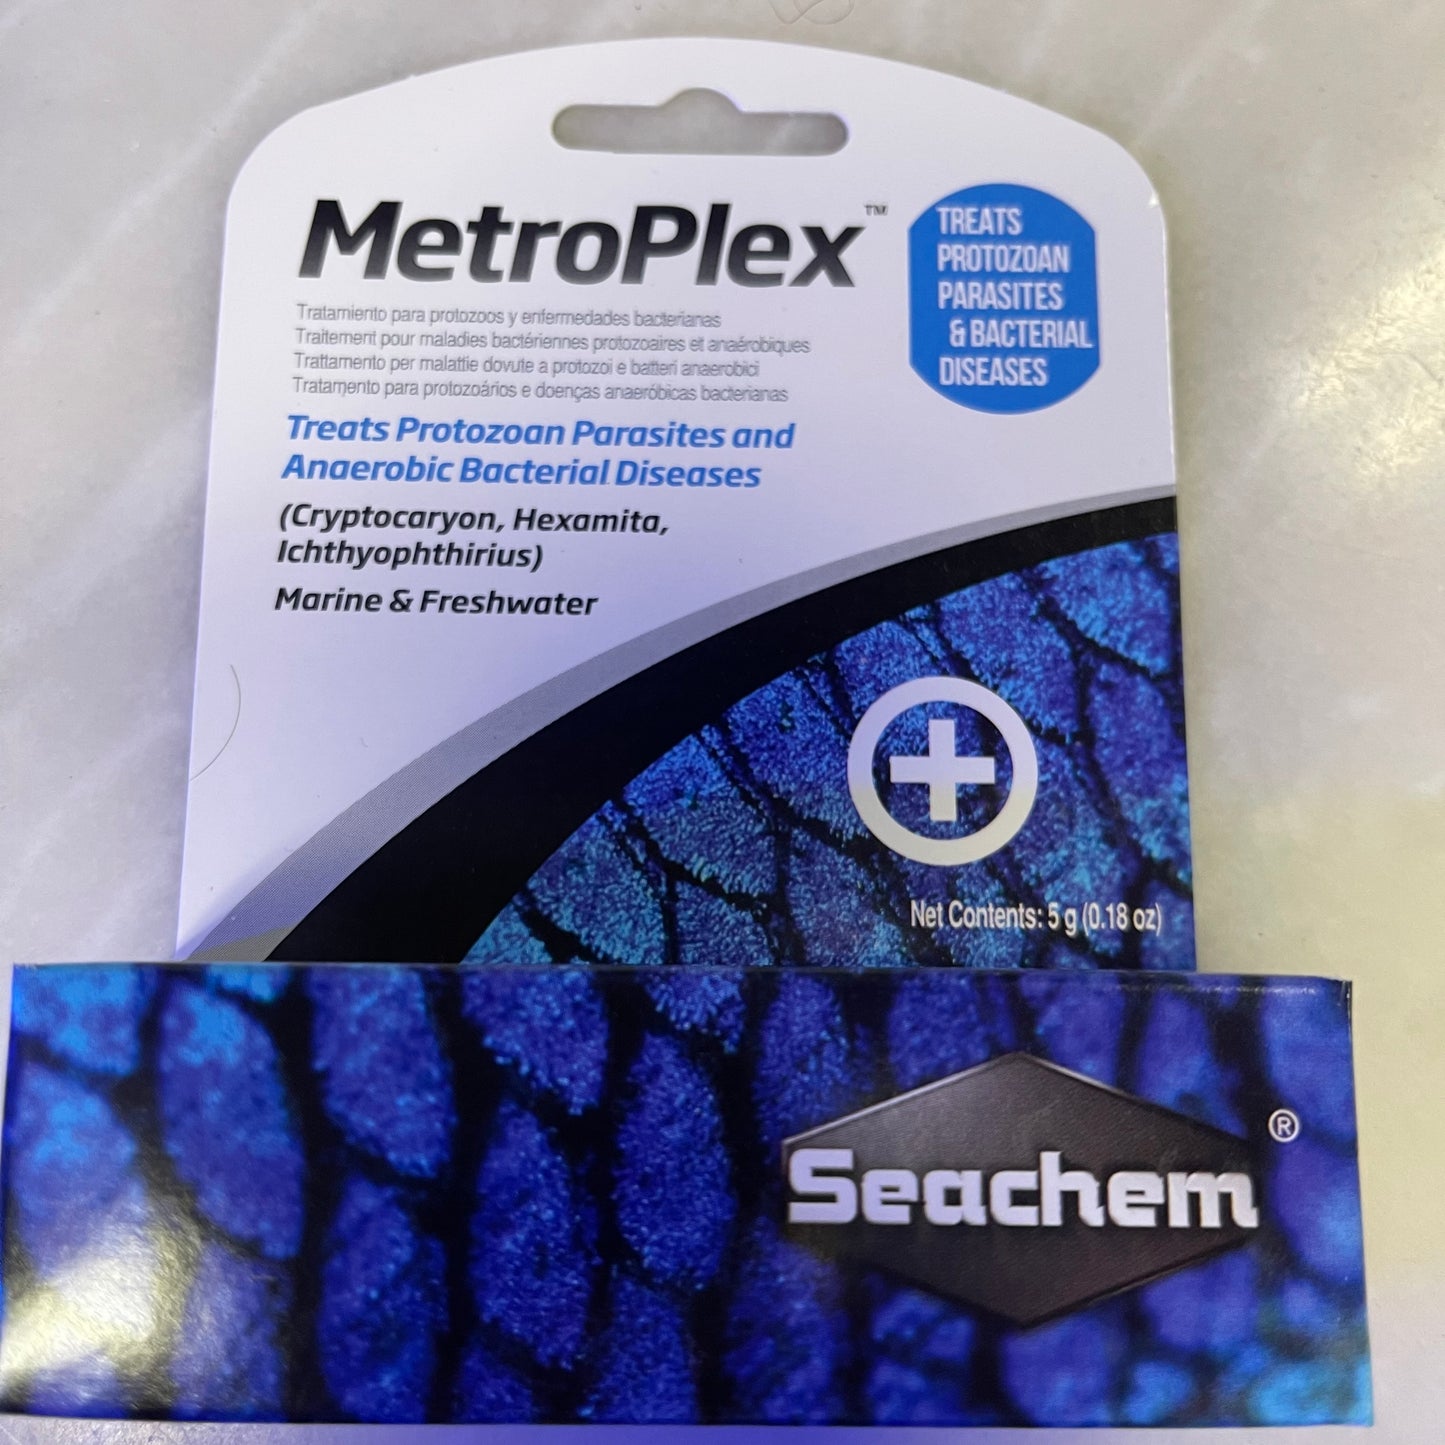 MetroPlex™
Tratamiento para protozoos y enfermedades bacterianas
Traitement pour maladies bactériennes protozoaires et anaérobiques
Trattamento per malattie dovute a protozoi e batteri anaerobici
Tratamento para protozoários e doenças anaeróbicas bacterianas
Treats Protozoan Parasites and
Anaerobic Bacterial Diseases
(Cryptocaryon, Hexamita,
Ichthyophthirius)
Marine & Freshwater
TREATS
PROTOZOAN
PARASITES
& BACTERIAL
DISEASES
Net Contents: 5 g (0.18 oz)
Seachem®